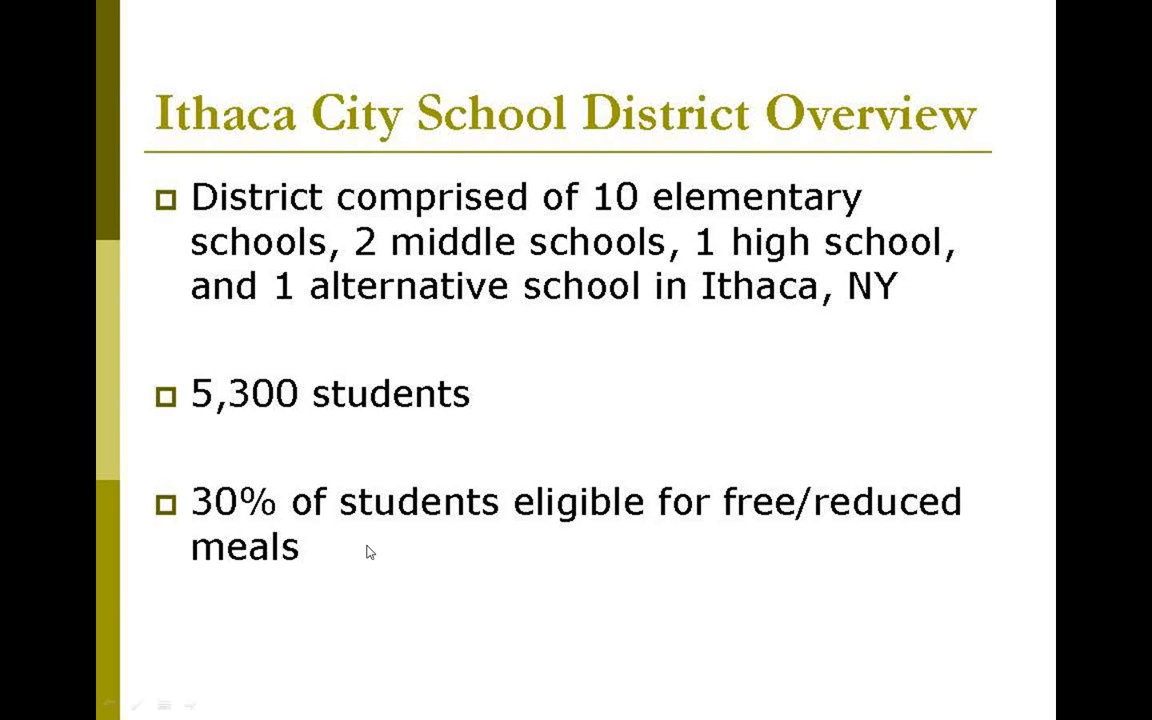 Ithaca City School District Overview
District comprised of 10 elementary
schools, 2 middle schools, 1 high school,
and 1 alternative school in Ithaca, NY
5,300 students
30% of students eligible for free/reduced
meals